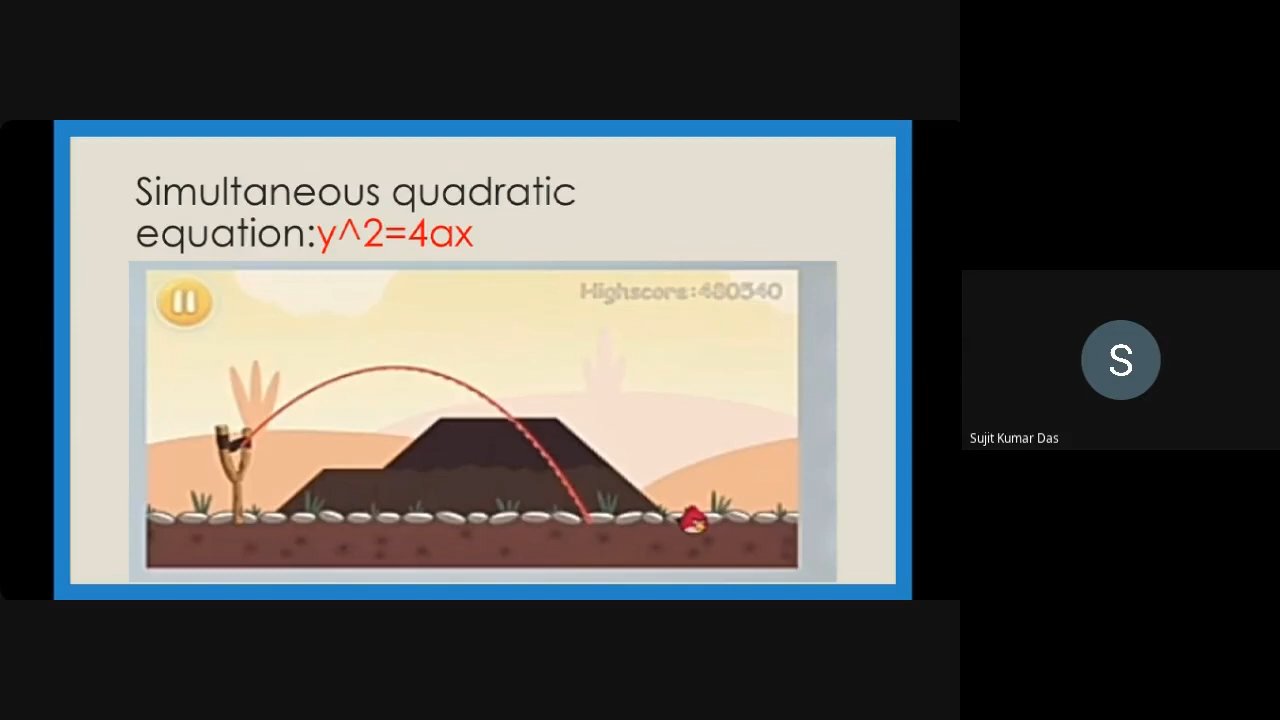 Simultaneous quadratic
equation:y^2=4ax
Highscore:480540
S
Sujit Kumar Das